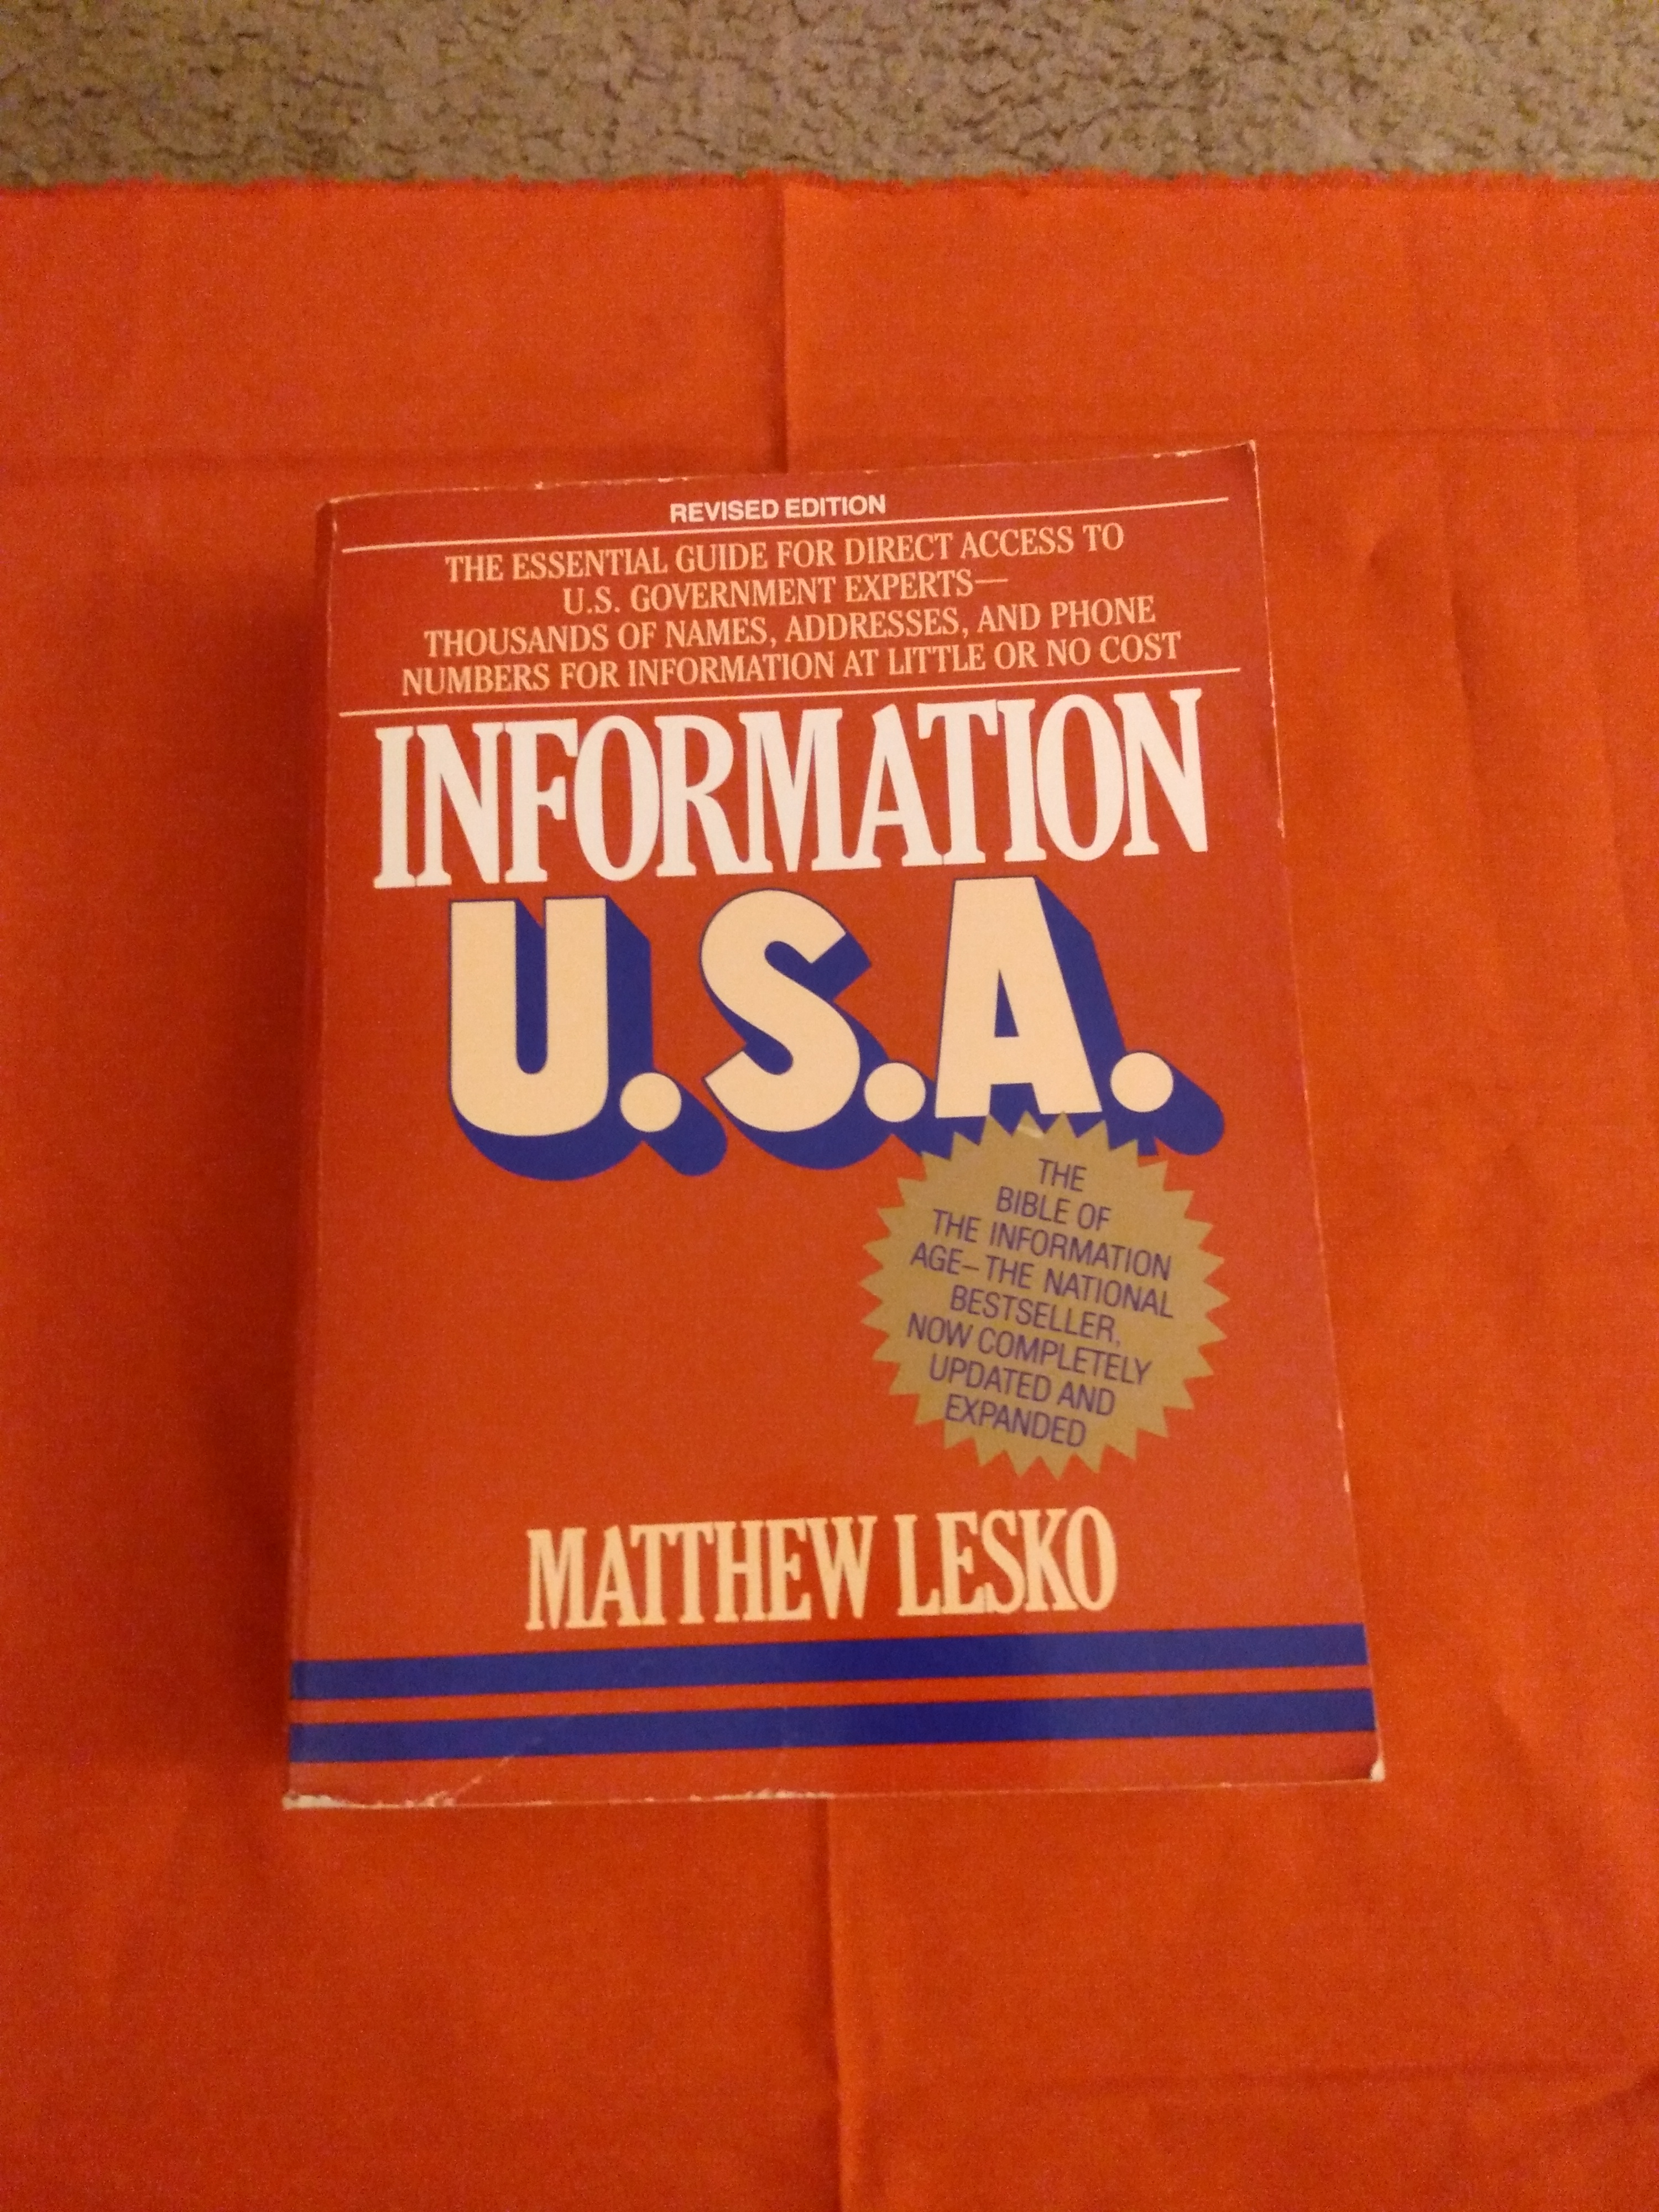 REVISED EDITION
THE ESSENTIAL GUIDE FOR DIRECT ACCESS TO
U.S. GOVERNMENT EXPERTS—
THOUSANDS OF NAMES, ADDRESSES, AND PHONE
NUMBERS FOR INFORMATION AT LITTLE OR NO COST
INFORMATION
U.S.A.
THE
BIBLE OF
THE INFORMATION
AGE–THE NATIONAL
BESTSELLER,
NOW COMPLETELY
UPDATED AND
EXPANDED
MATTHEW LESKO